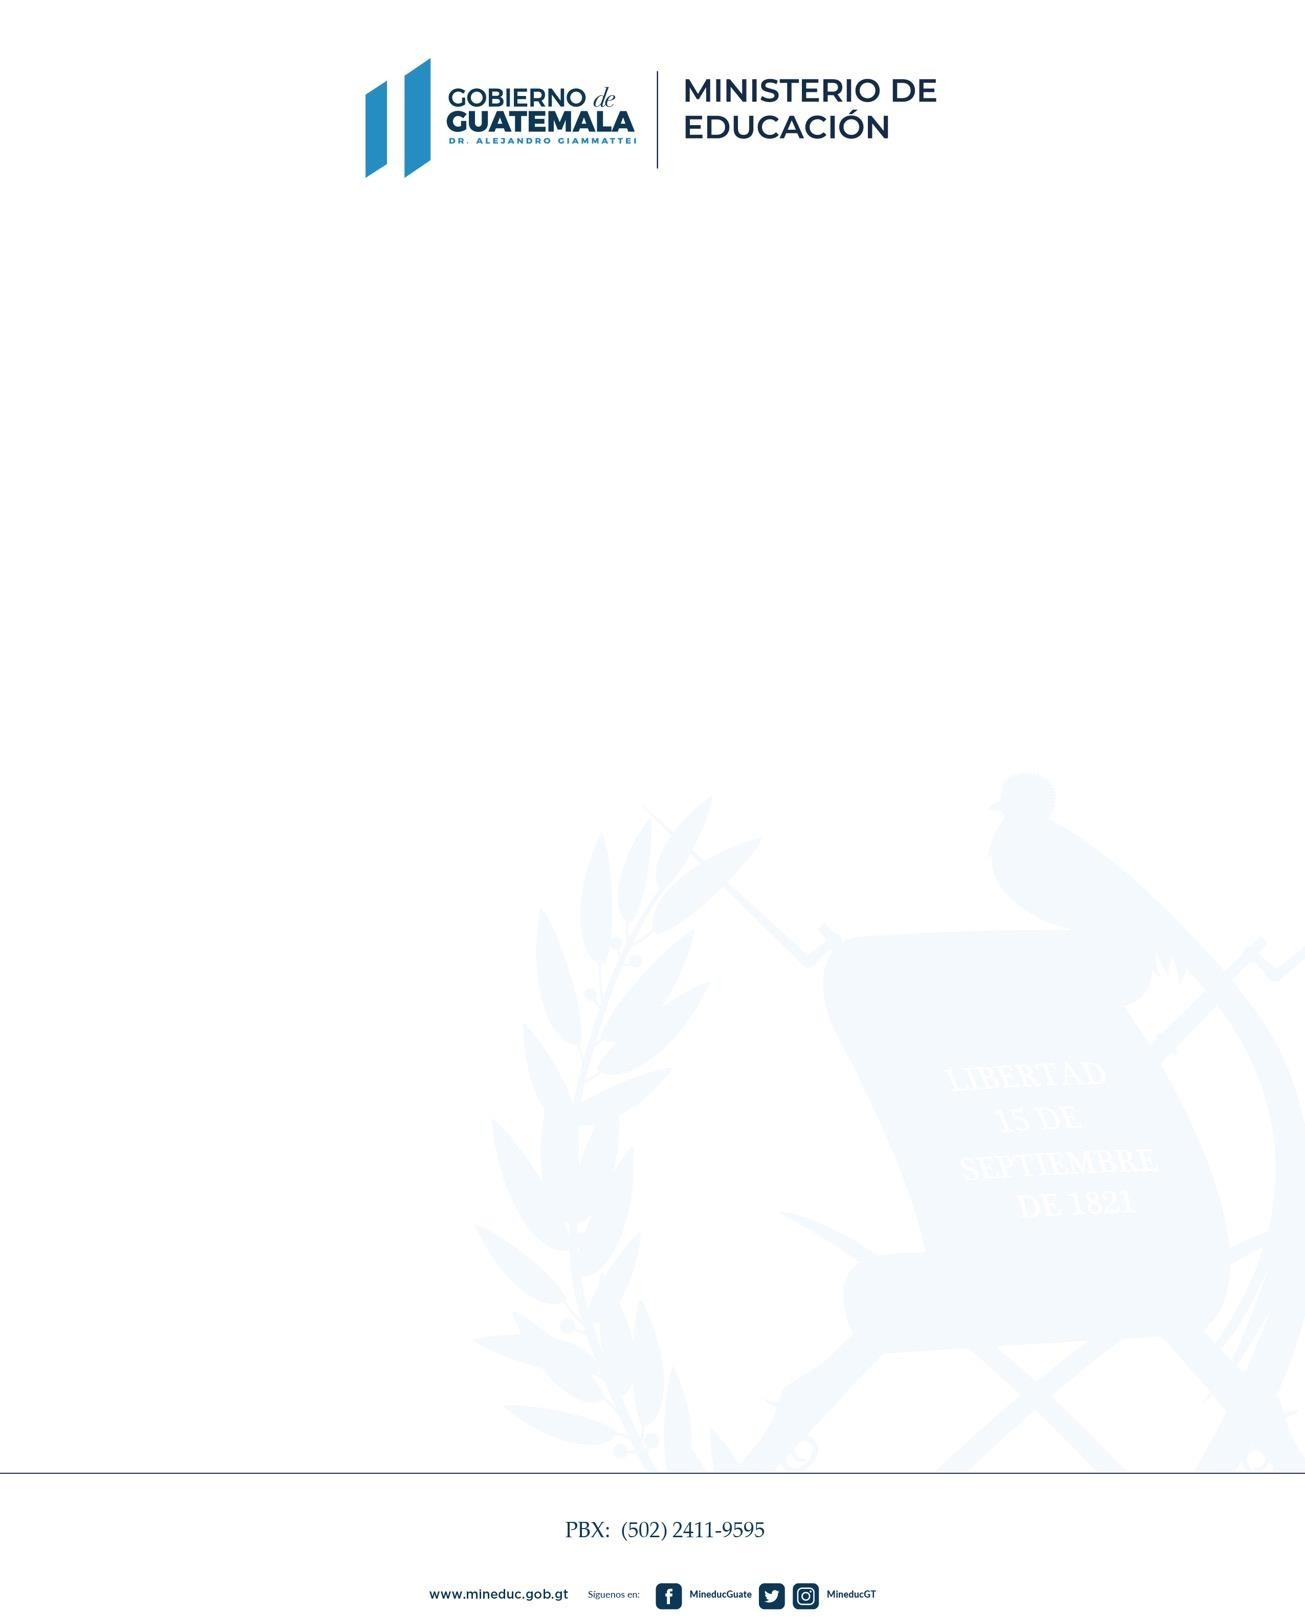 GOBIERNO de
GUATEMALA
DR. ALEJANDRO GIAMMATTEI
MINISTERIO DE
EDUCACIÓN
LIBERTAD
15 DE
SEPTIEMBRE
DE 1821
PBX: (502) 2411-9595
www.mineduc.gob.gt Síguenos en: MineducGuate MineducGT